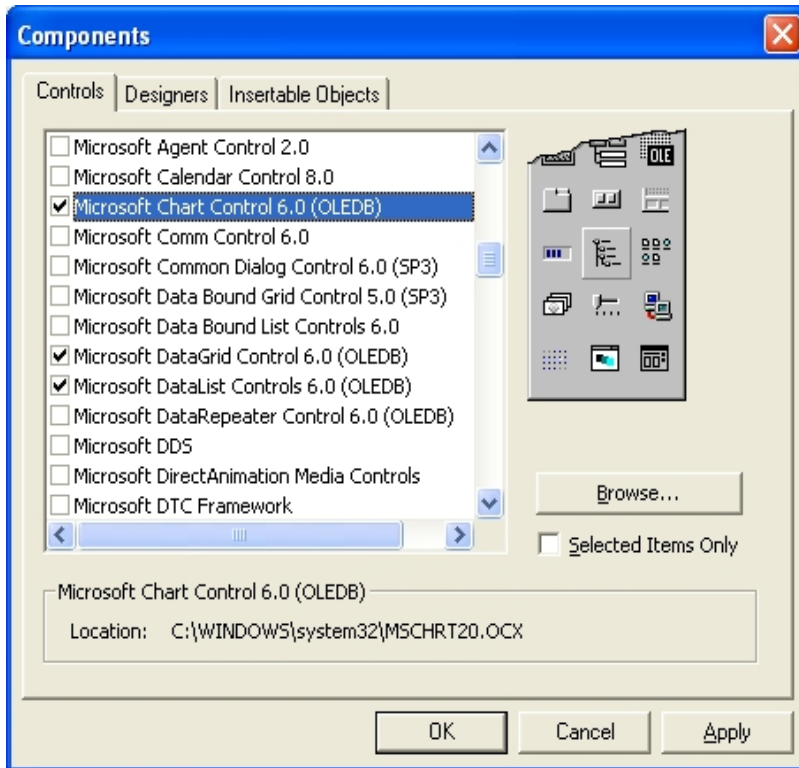 Components
Controls Designers Insertable Objects
Microsoft Agent Control 2.0
Microsoft Calendar Control 8.0
Microsoft Chart Control 6.0 (OLEDB)
Microsoft Comm Control 6.0
Microsoft Common Dialog Control 6.0 (SP3)
Microsoft Data Bound Grid Control 5.0 (SP3)
Microsoft Data Bound List Controls 6.0
Microsoft DataGrid Control 6.0 (OLEDB)
Microsoft DataList Controls 6.0 (OLEDB)
Microsoft DataRepeater Control 6.0 (OLEDB)
Microsoft DDS
Microsoft DirectAnimation Media Controls
Microsoft DTC Framework
OLE
Browse...
Selected Items Only
Microsoft Chart Control 6.0 (OLEDB)
Location: C:\WINDOWS\system32\MSCHRT20.OCX
OK Cancel Apply